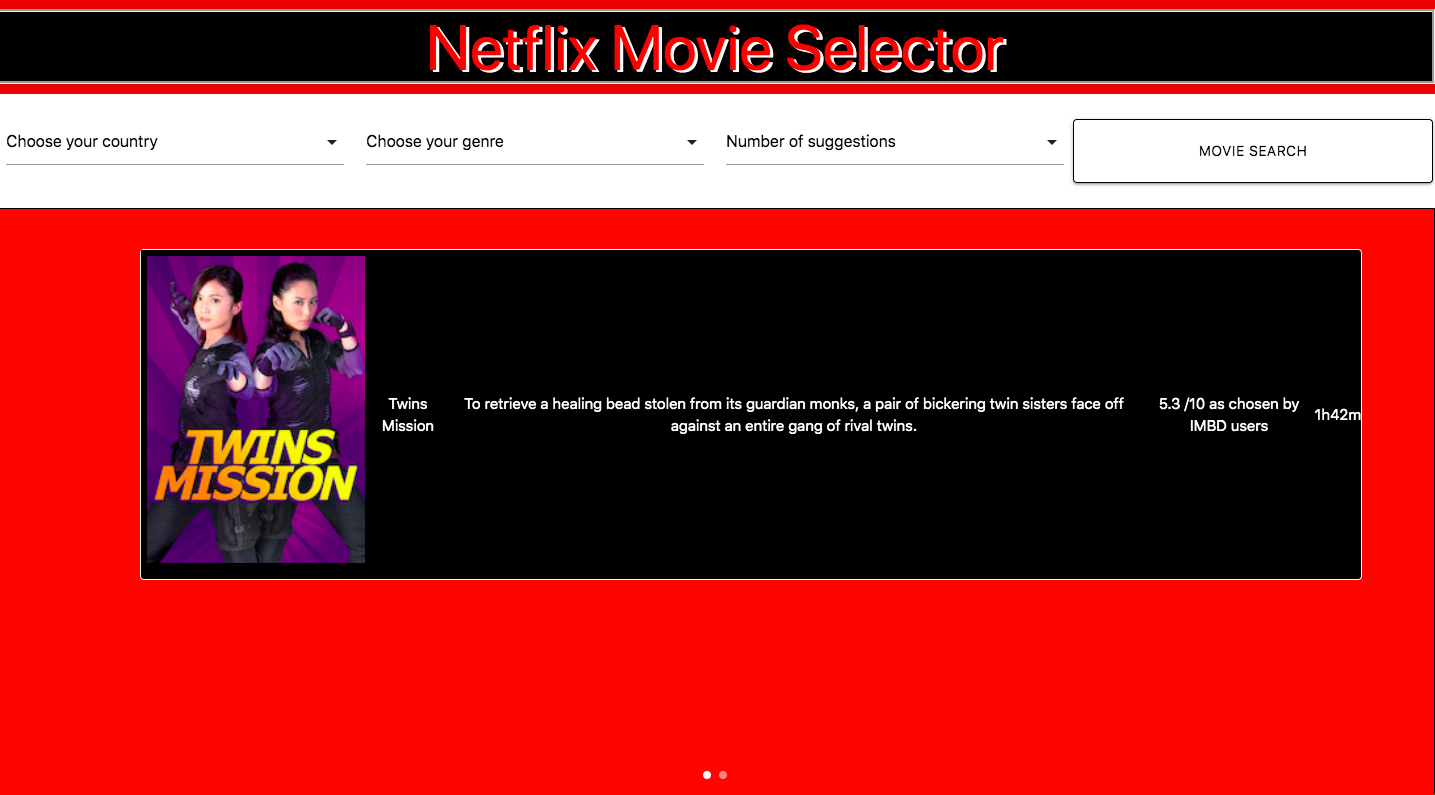 Netflix Movie Selector
Choose your country
Choose your genre
Number of suggestions
MOVIE SEARCH
TWINS
MISSION
Twins
Mission
To retrieve a healing bead stolen from its guardian monks, a pair of bickering twin sisters face off
against an entire gang of rival twins.
5.3 /10 as chosen by
IMBD users
1h42m